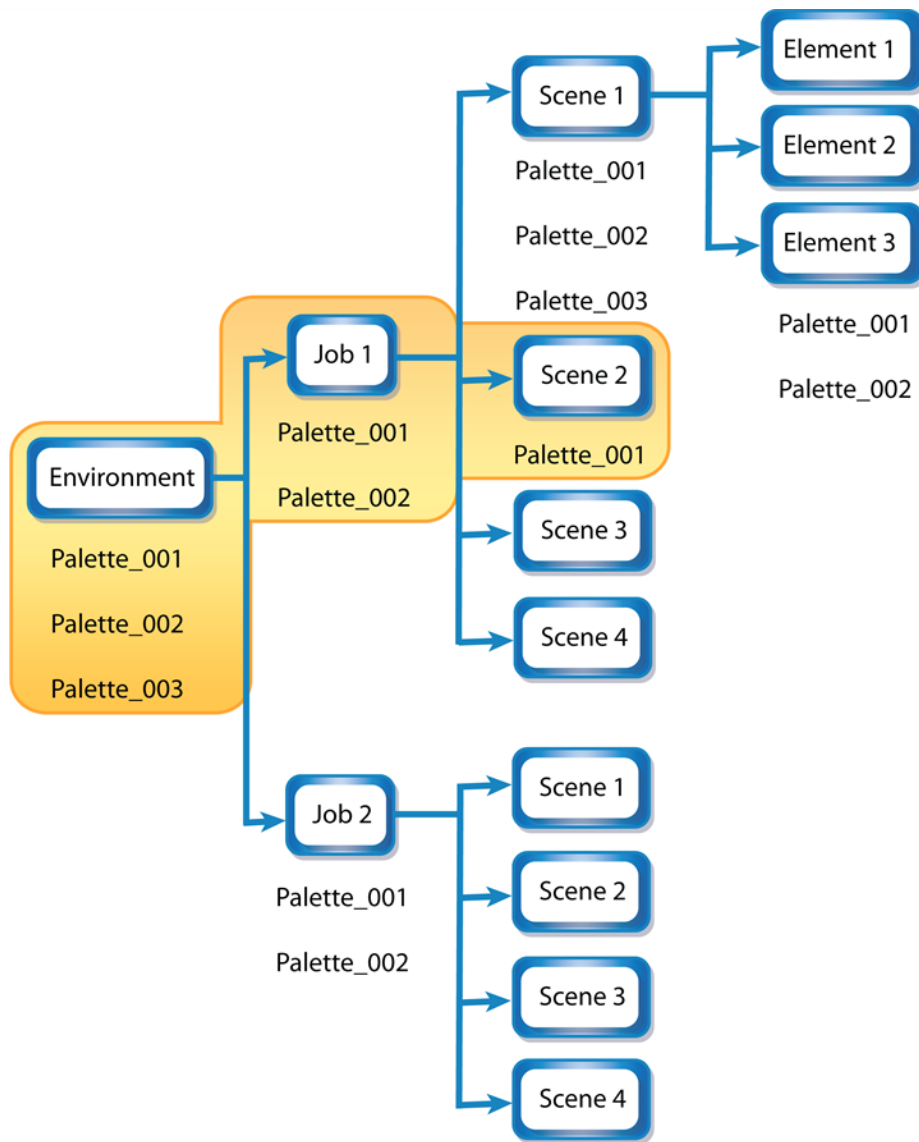 Element 1
Scene 1
Element 2
Palette_001
Palette_002
Element 3
Palette_003
Palette_001
Job 1
Scene 2
Palette_002
Palette_001
Palette_001
Environment
Palette_002
Scene 3
Palette_001
Palette_002
Scene 4
Palette_003
Scene 1
Job 2
Scene 2
Palette_001
Palette_002
Scene 3
Scene 4